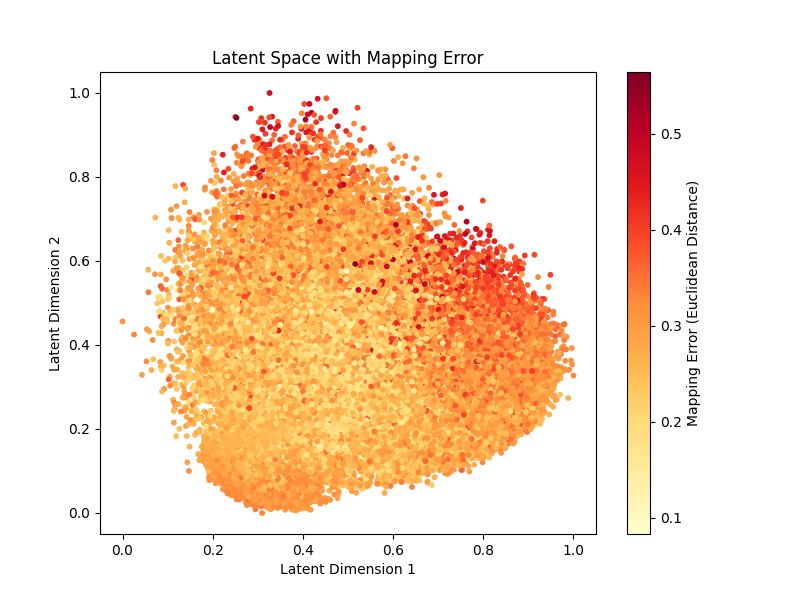 Latent Space with Mapping Error
1.0
0.8
0.6
0.4
0.2
0.0
Latent Dimension 2
0.0 0.2 0.4 0.6 0.8 1.0
Latent Dimension 1
0.5
0.4
0.3
0.2
0.1
Mapping Error (Euclidean Distance)